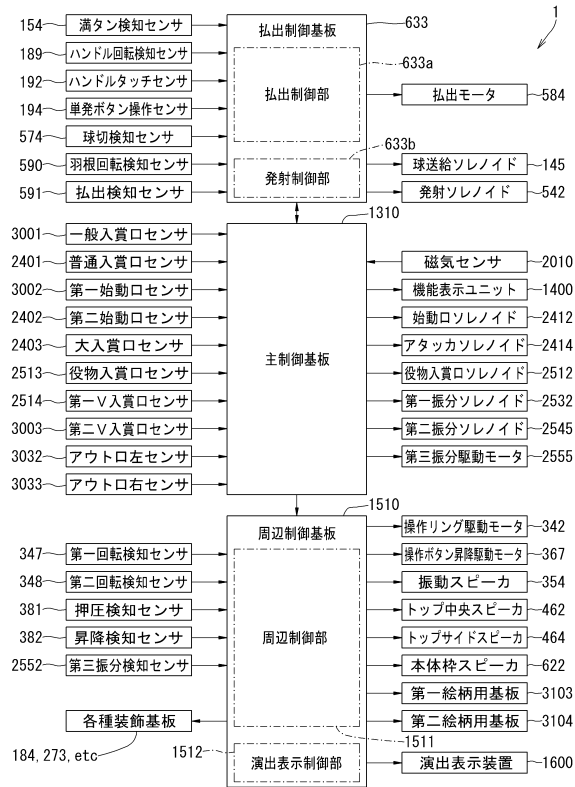 1
633
154 満タン検知センサ 払出制御基板
189 ハンドル回転検知センサ 633a
192 ハンドルタッチセンサ 払出制御部 払出モータ 584
194 単発ボタン操作センサ
574 球切検知センサ 633b
590 羽根回転検知センサ 球送給ソレノイド 145
591 払出検知センサ 発射制御部 発射ソレノイド 542
1310
3001 一般入賞口センサ
2401 普通入賞口センサ 磁気センサ 2010
3002 第一始動口センサ 機能表示ユニット 1400
2402 第二始動口センサ 始動口ソレノイド 2412
2403 大入賞口センサ 主制御基板 アタッカソレノイド 2414
2513 役物入賞口センサ 役物入賞口ソレノイド 2512
2514 第一V入賞口センサ 第一振分ソレノイド 2532
3003 第二V入賞口センサ 第二振分ソレノイド 2545
3032 アウト口左センサ 第三振分駆動モータ 2555
3033 アウト口右センサ
1510
周辺制御基板 操作リング駆動モータ 342
347 第一回転検知センサ 操作ボタン昇降駆動モータ 367
348 第二回転検知センサ 振動スピーカ 354
381 押圧検知センサ トップ中央スピーカ 462
382 昇降検知センサ 周辺制御部 トップサイドスピーカ 464
2552 第三振分検知センサ 本体枠スピーカ 622
第一絵柄用基板 3103
各種装飾基板 第二絵柄用基板 3104
184, 273, etc 1512 1511
演出表示制御部 演出表示装置 1600